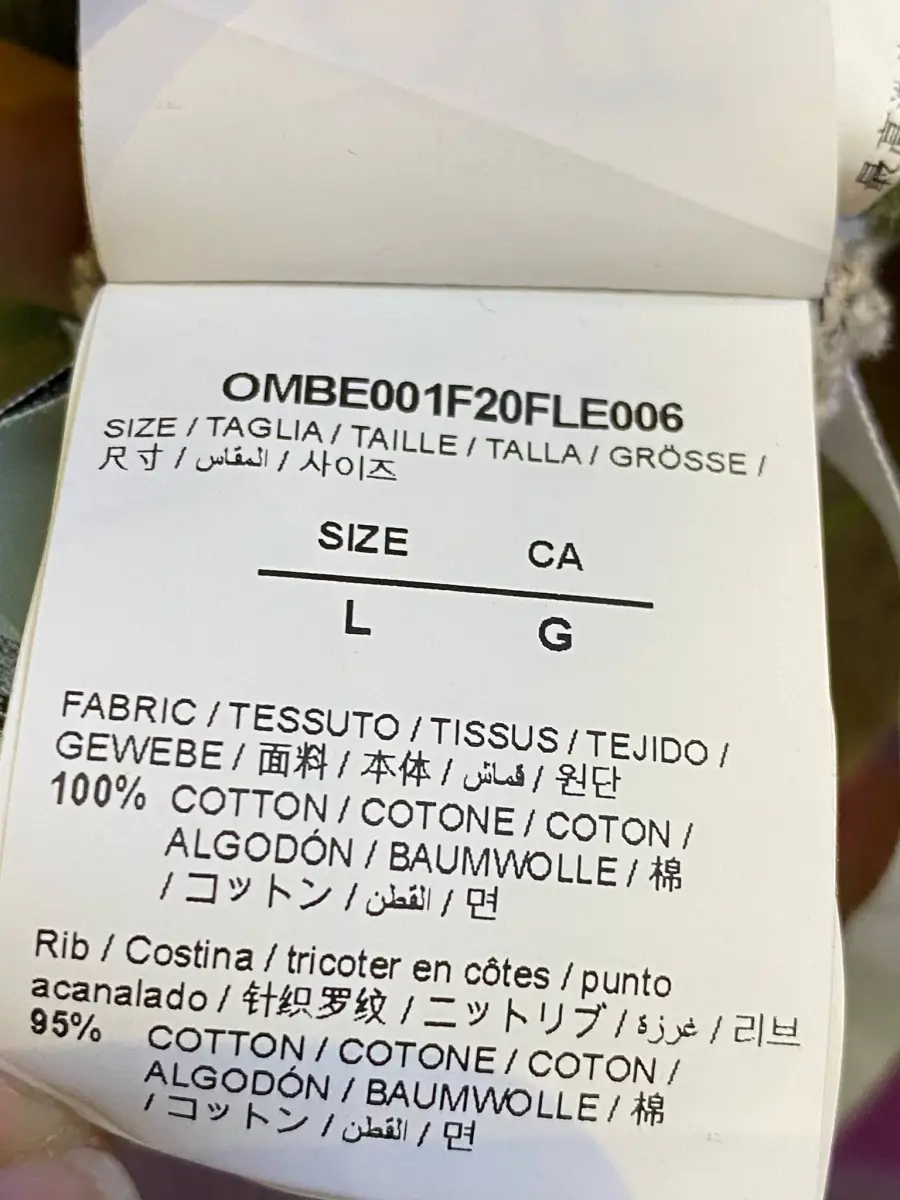 OMBE001F20FLE006
SIZE / TAGLIA / TAILLE / TALLA / GRÖSSE /
尺寸 / المقاس / 사이즈
SIZE CA
L G
FABRIC / TESSUTO / TISSUS / TEJIDO /
GEWEBE / 面料 / 本体 / قماش / 원단
100% COTTON / COTONE / COTON /
ALGODÓN / BAUMWOLLE / 棉
/ コットン / القطن / 면
Rib / Costina / tricoter en côtes / punto
acanalado / 针织罗纹 / ニットリブ / غرزة / 리브
95% COTTON / COTONE / COTON /
ALGODÓN / BAUMWOLLE / 棉
/ コットン / القطن / 면